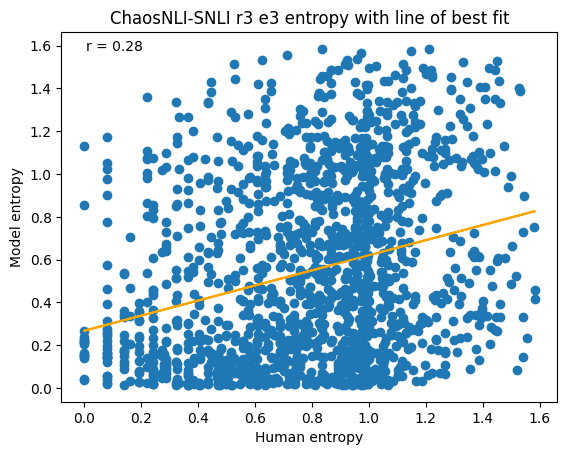 ChaosNLI-SNLI r3 e3 entropy with line of best fit
r = 0.28
Model entropy
1.6
1.4
1.2
1.0
0.8
0.6
0.4
0.2
0.0
0.0 0.2 0.4 0.6 0.8 1.0 1.2 1.4 1.6
Human entropy